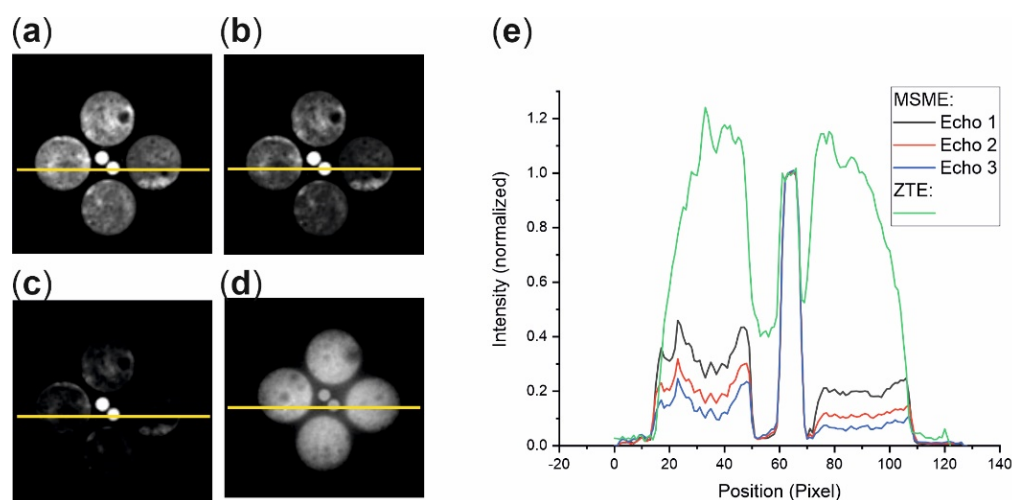 (a)
(b)
(c)
(d)
(e)
MSME:
Echo 1
Echo 2
Echo 3
ZTE:
Intensity (normalized)
1.2
1.0
0.8
0.6
0.4
0.2
0.0
-20
0
20
40
60
80
100
120
140
Position (Pixel)